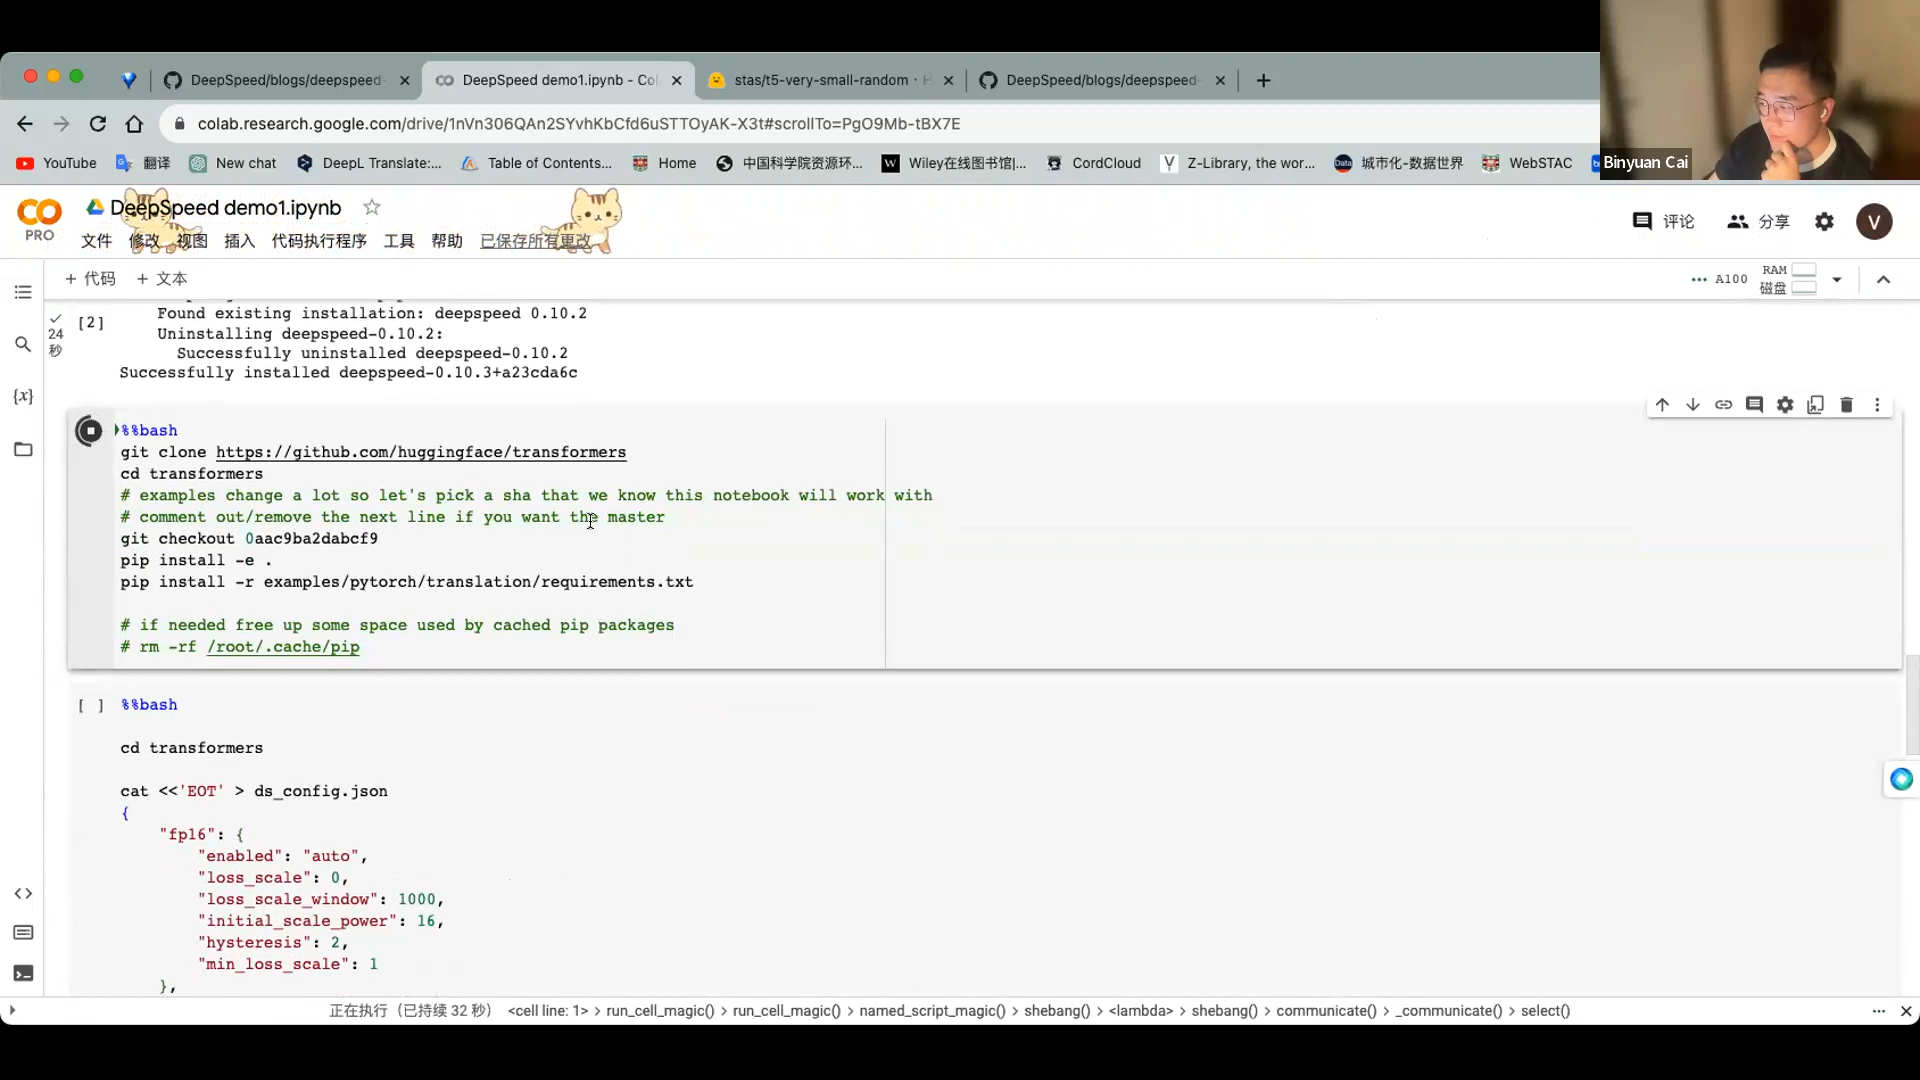 DeepSpeed/blogs/deepspeed-
DeepSpeed demo1.ipynb - Col
stas/t5-very-small-random · H
DeepSpeed/blogs/deepspeed-
colab.research.google.com/drive/1nVn306QAn2SYvhKbCfd6uSTTOyAK-X3t#scrollTo=PgO9Mb-tBX7E
YouTube
翻译
New chat
DeepL Translate:...
Table of Contents...
Home
中国科学院资源环...
Wiley在线图书馆|...
CordCloud
Z-Library, the wor...
城市化-数据世界
WebSTAC
Binyuan Cai
PRO
DeepSpeed demo1.ipynb
文件 修改 视图 插入 代码执行程序 工具 帮助 已保存所有更改
评论
分享
V
+ 代码 + 文本
A100
RAM
磁盘
[2]
24
秒
Found existing installation: deepspeed 0.10.2
Uninstalling deepspeed-0.10.2:
Successfully uninstalled deepspeed-0.10.2
Successfully installed deepspeed-0.10.3+a23cda6c
%%bash
git clone https://github.com/huggingface/transformers
cd transformers
# examples change a lot so let's pick a sha that we know this notebook will work with
# comment out/remove the next line if you want the master
git checkout 0aac9ba2dabcf9
pip install -e .
pip install -r examples/pytorch/translation/requirements.txt
# if needed free up some space used by cached pip packages
# rm -rf /root/.cache/pip
[ ] %%bash
cd transformers
cat <<'EOT' > ds_config.json
{
"fp16": {
"enabled": "auto",
"loss_scale": 0,
"loss_scale_window": 1000,
"initial_scale_power": 16,
"hysteresis": 2,
"min_loss_scale": 1
},
正在执行（已持续 32 秒） <cell line: 1> > run_cell_magic() > run_cell_magic() > named_script_magic() > shebang() > <lambda> > shebang() > communicate() > _communicate() > select()